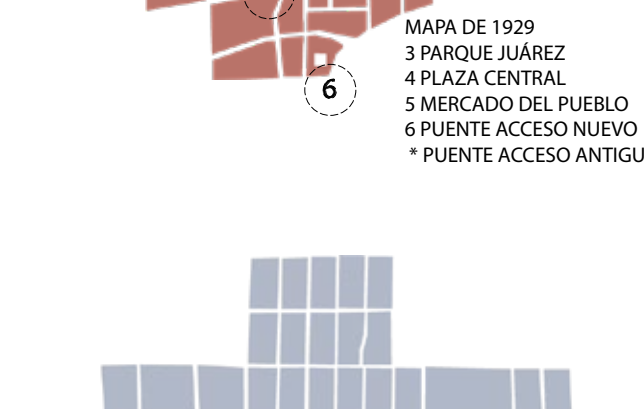 MAPA DE 1929
3 PARQUE JUÁREZ
4 PLAZA CENTRAL
5 MERCADO DEL PUEBLO
6 PUENTE ACCESO NUEVO
* PUENTE ACCESO ANTIGU
6